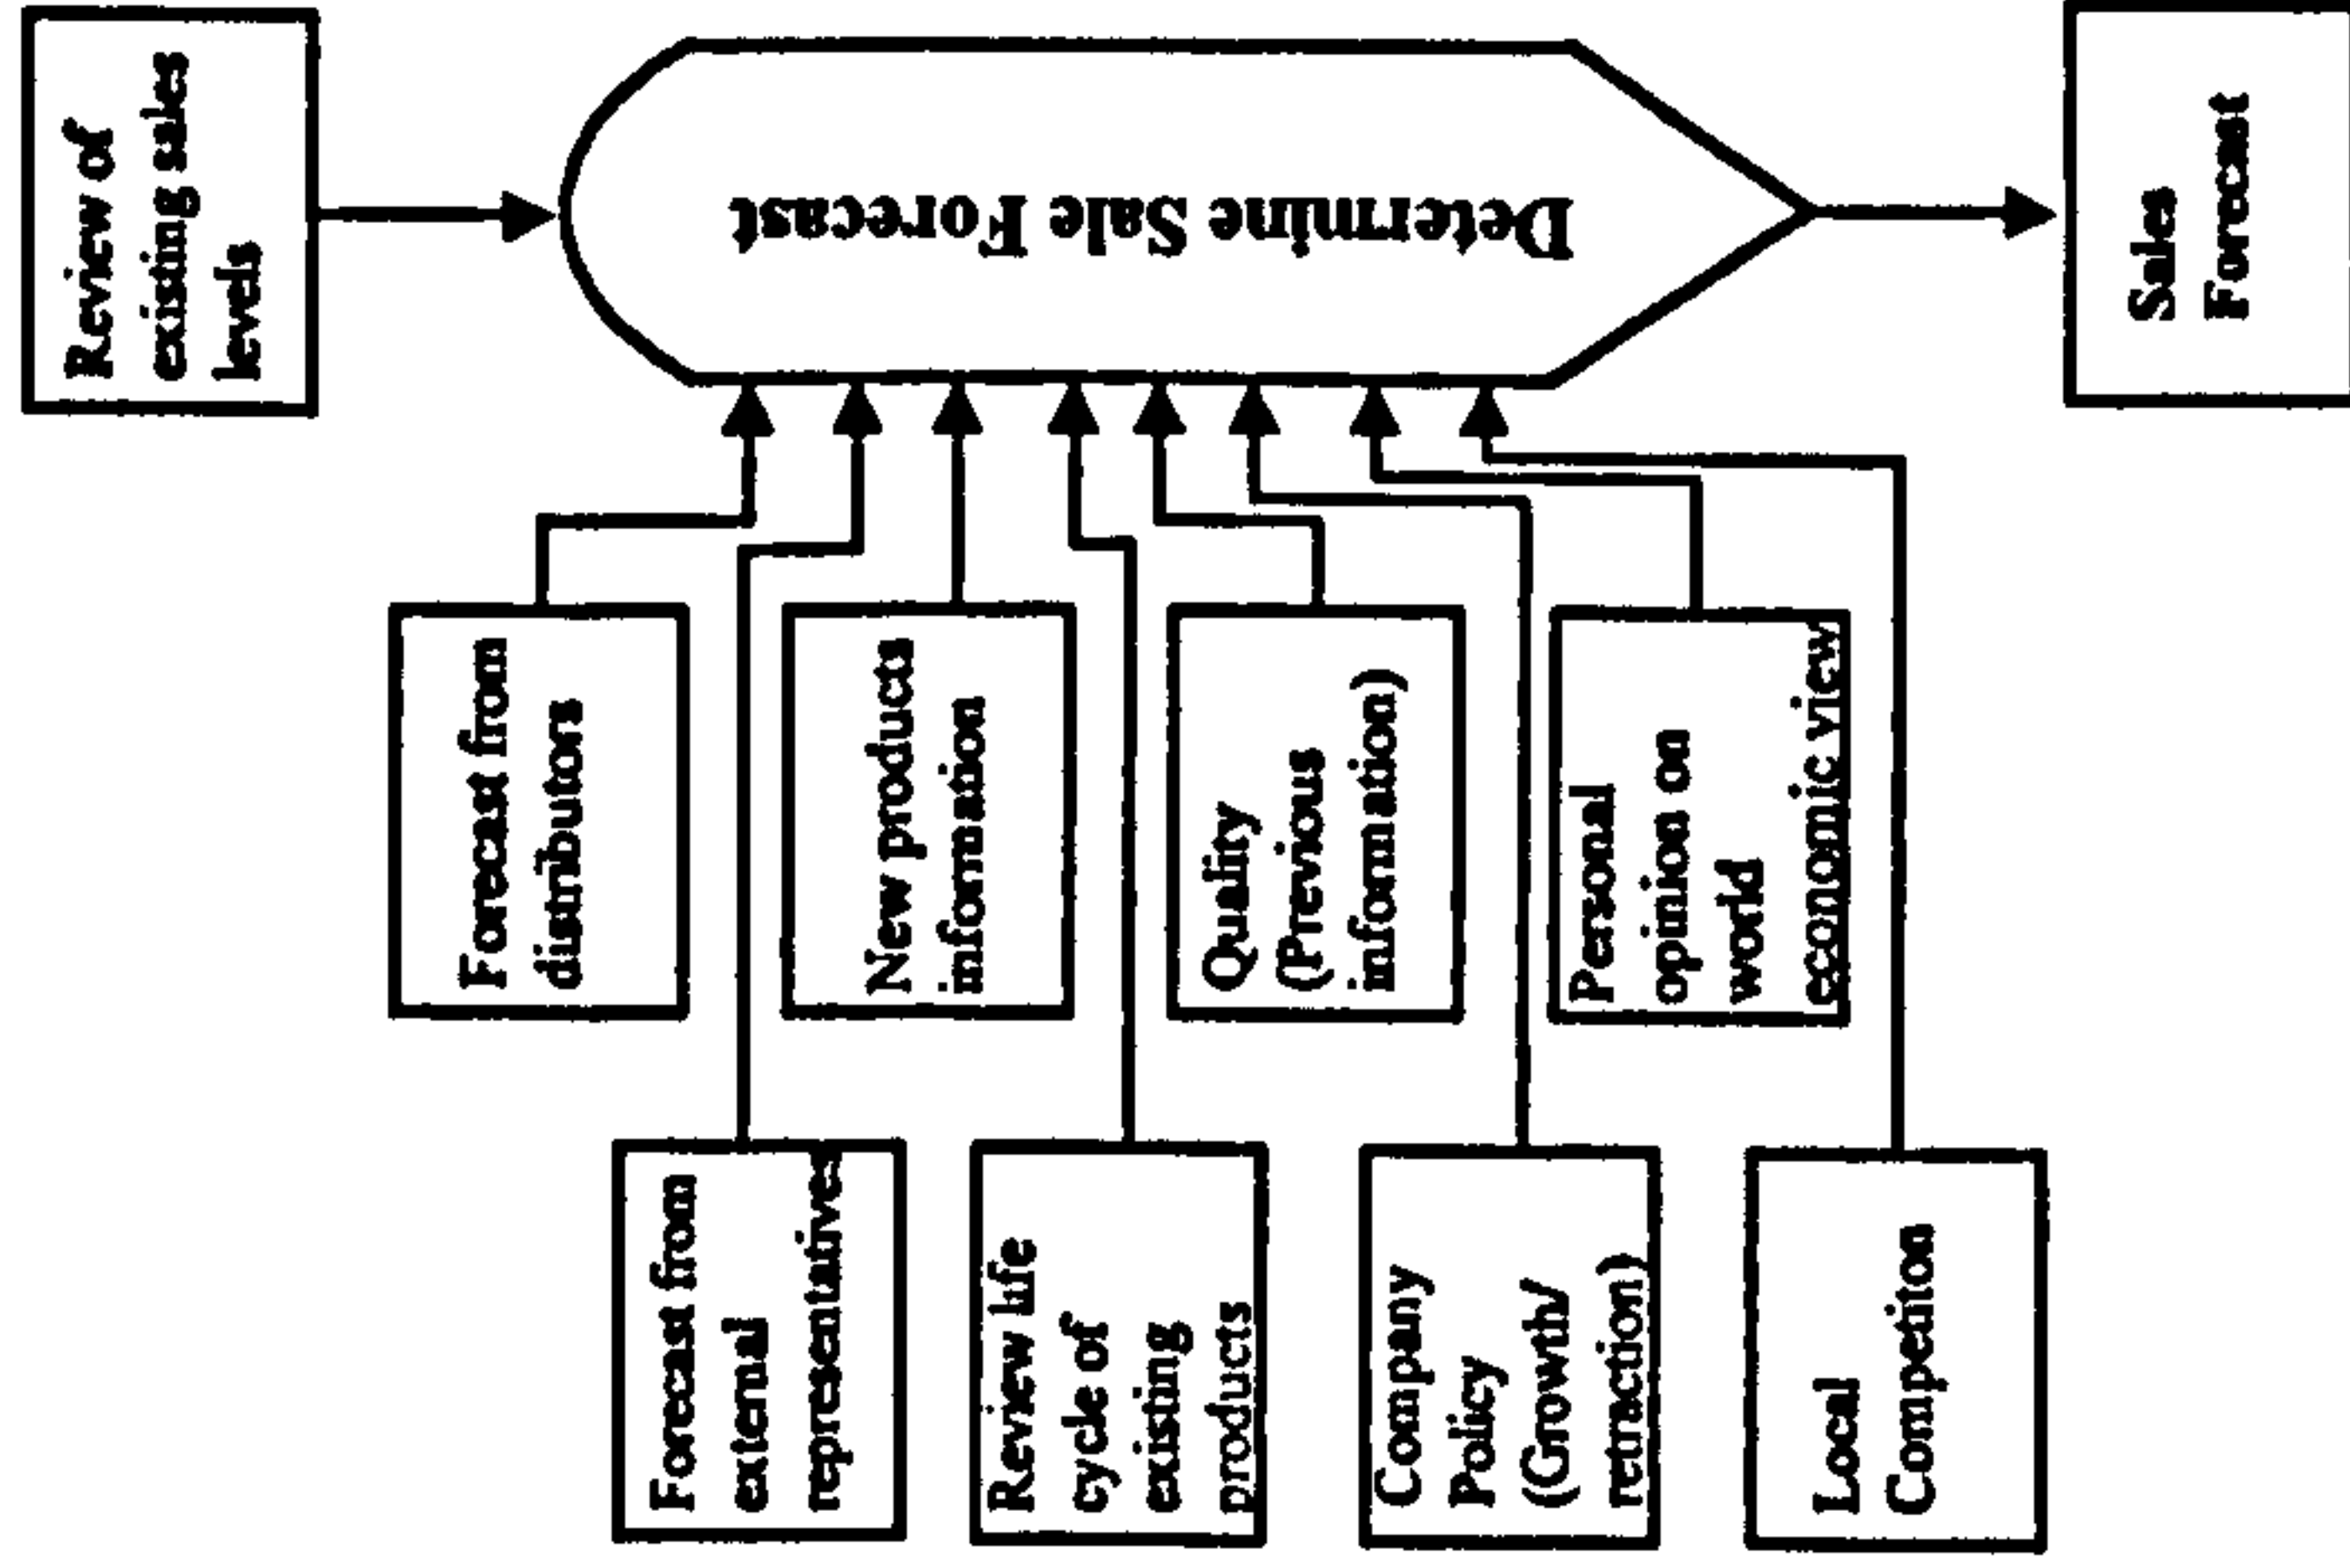 Review of
existing sales
levels
Determine Sale Forecast
Sales
Forecast
Forecast from
distributors
New products
information
Quality
(Previous
information)
Personal
opinion on
world
economic view
Forecast from
external
representative
Review life
cycle of
existing
products
Company
Policy
(Growth/
retraction)
Local
Competiton